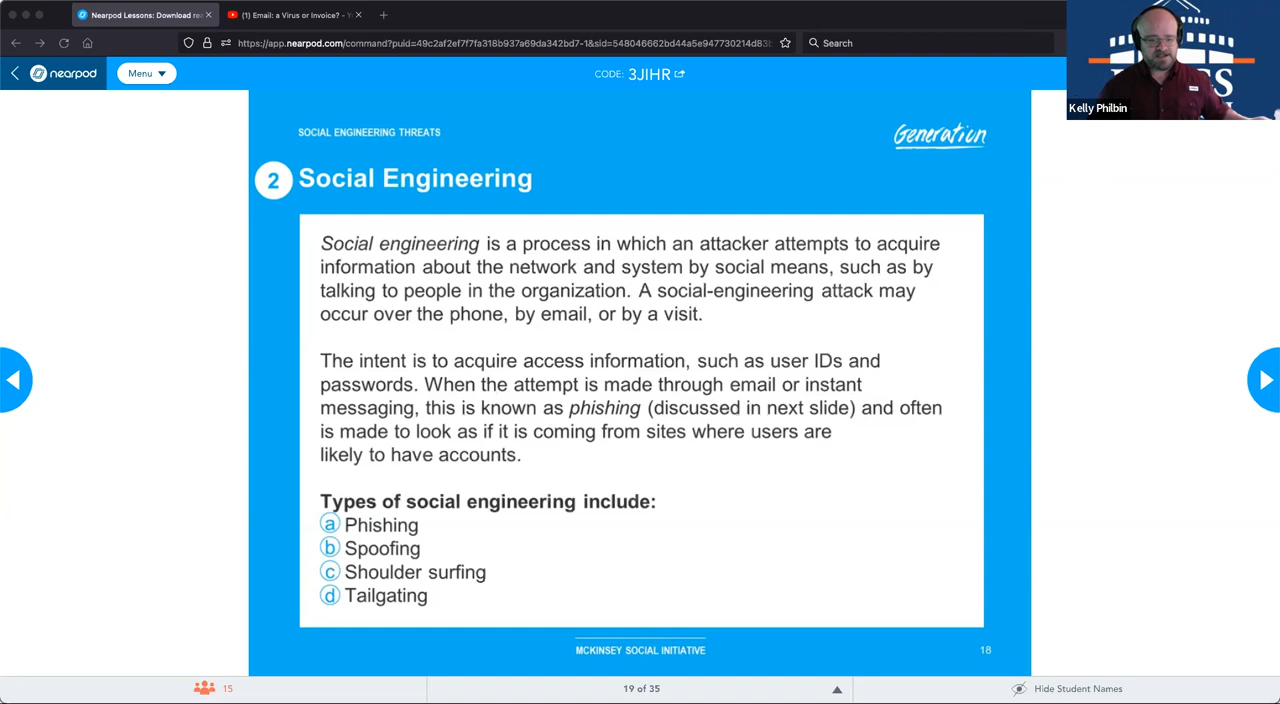 Nearpod Lessons: Download rea
(1) Email: a Virus or Invoice? - Yo
https://app.nearpod.com/command?puid=49c2af2ef7f7fa318b937a69da342bd7-1&sid=548046662bd44a5e947730214d83b
Search
nearpod
Menu
CODE: 3JIHR
Kelly Philbin
SOCIAL ENGINEERING THREATS
Generation
2 Social Engineering
Social engineering is a process in which an attacker attempts to acquire
information about the network and system by social means, such as by
talking to people in the organization. A social-engineering attack may
occur over the phone, by email, or by a visit.
The intent is to acquire access information, such as user IDs and
passwords. When the attempt is made through email or instant
messaging, this is known as phishing (discussed in next slide) and often
is made to look as if it is coming from sites where users are
likely to have accounts.
Types of social engineering include:
a Phishing
b Spoofing
c Shoulder surfing
d Tailgating
MCKINSEY SOCIAL INITIATIVE
18
15
19 of 35
Hide Student Names